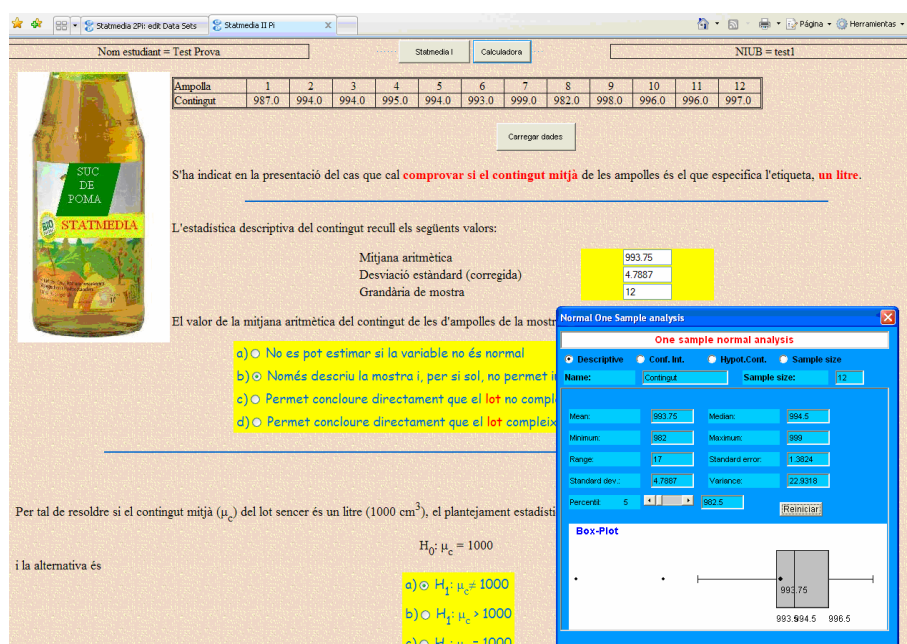 Statmedia 2Pi: edit Data Sets
Statmedia II Pi
X
Página
Herramientas
Nom estudiant = Test Prova
Statmedia I
Calculadora
NIUB = test1
Ampolla 1 2 3 4 5 6 7 8 9 10 11 12
Contingut 987.0 994.0 994.0 995.0 994.0 993.0 999.0 982.0 998.0 996.0 996.0 997.0
Carregar dades
SUC
DE
POMA
BIO
STATMEDIA
S'ha indicat en la presentació del cas que cal comprovar si el contingut mitjà de les ampolles és el que especifica l'etiqueta, un litre.
L'estadística descriptiva del contingut recull els següents valors:
Mitjana aritmètica 993.75
Desviació estàndard (corregida) 4.7887
Grandària de mostra 12
El valor de la mitjana aritmètica del contingut de les d'ampolles de la mostr
a) No es pot estimar si la variable no és normal
b) Només descriu la mostra i, per si sol, no permet in
c) Permet concloure directament que el lot no comple
d) Permet concloure directament que el lot compleix
Per tal de resoldre si el contingut mitjà (μc) del lot sencer és un litre (1000 cm³), el plantejament estadísti
H0: μc = 1000
i la alternativa és
a) H1: μc ≠ 1000
b) H1: μc > 1000
Normal One Sample analysis
One sample normal analysis
Descriptive Conf. Int. Hypot.Cont. Sample size
Name: Contingut Sample size: 12
Mean: 993.75 Median: 994.5
Minimum: 982 Maximum: 999
Range: 17 Standard error: 1.3824
Standard dev.: 4.7887 Variance: 22.9318
Percentil: 5 982.5
Reiniciar
Box-Plot
993.75
994.5 996.5